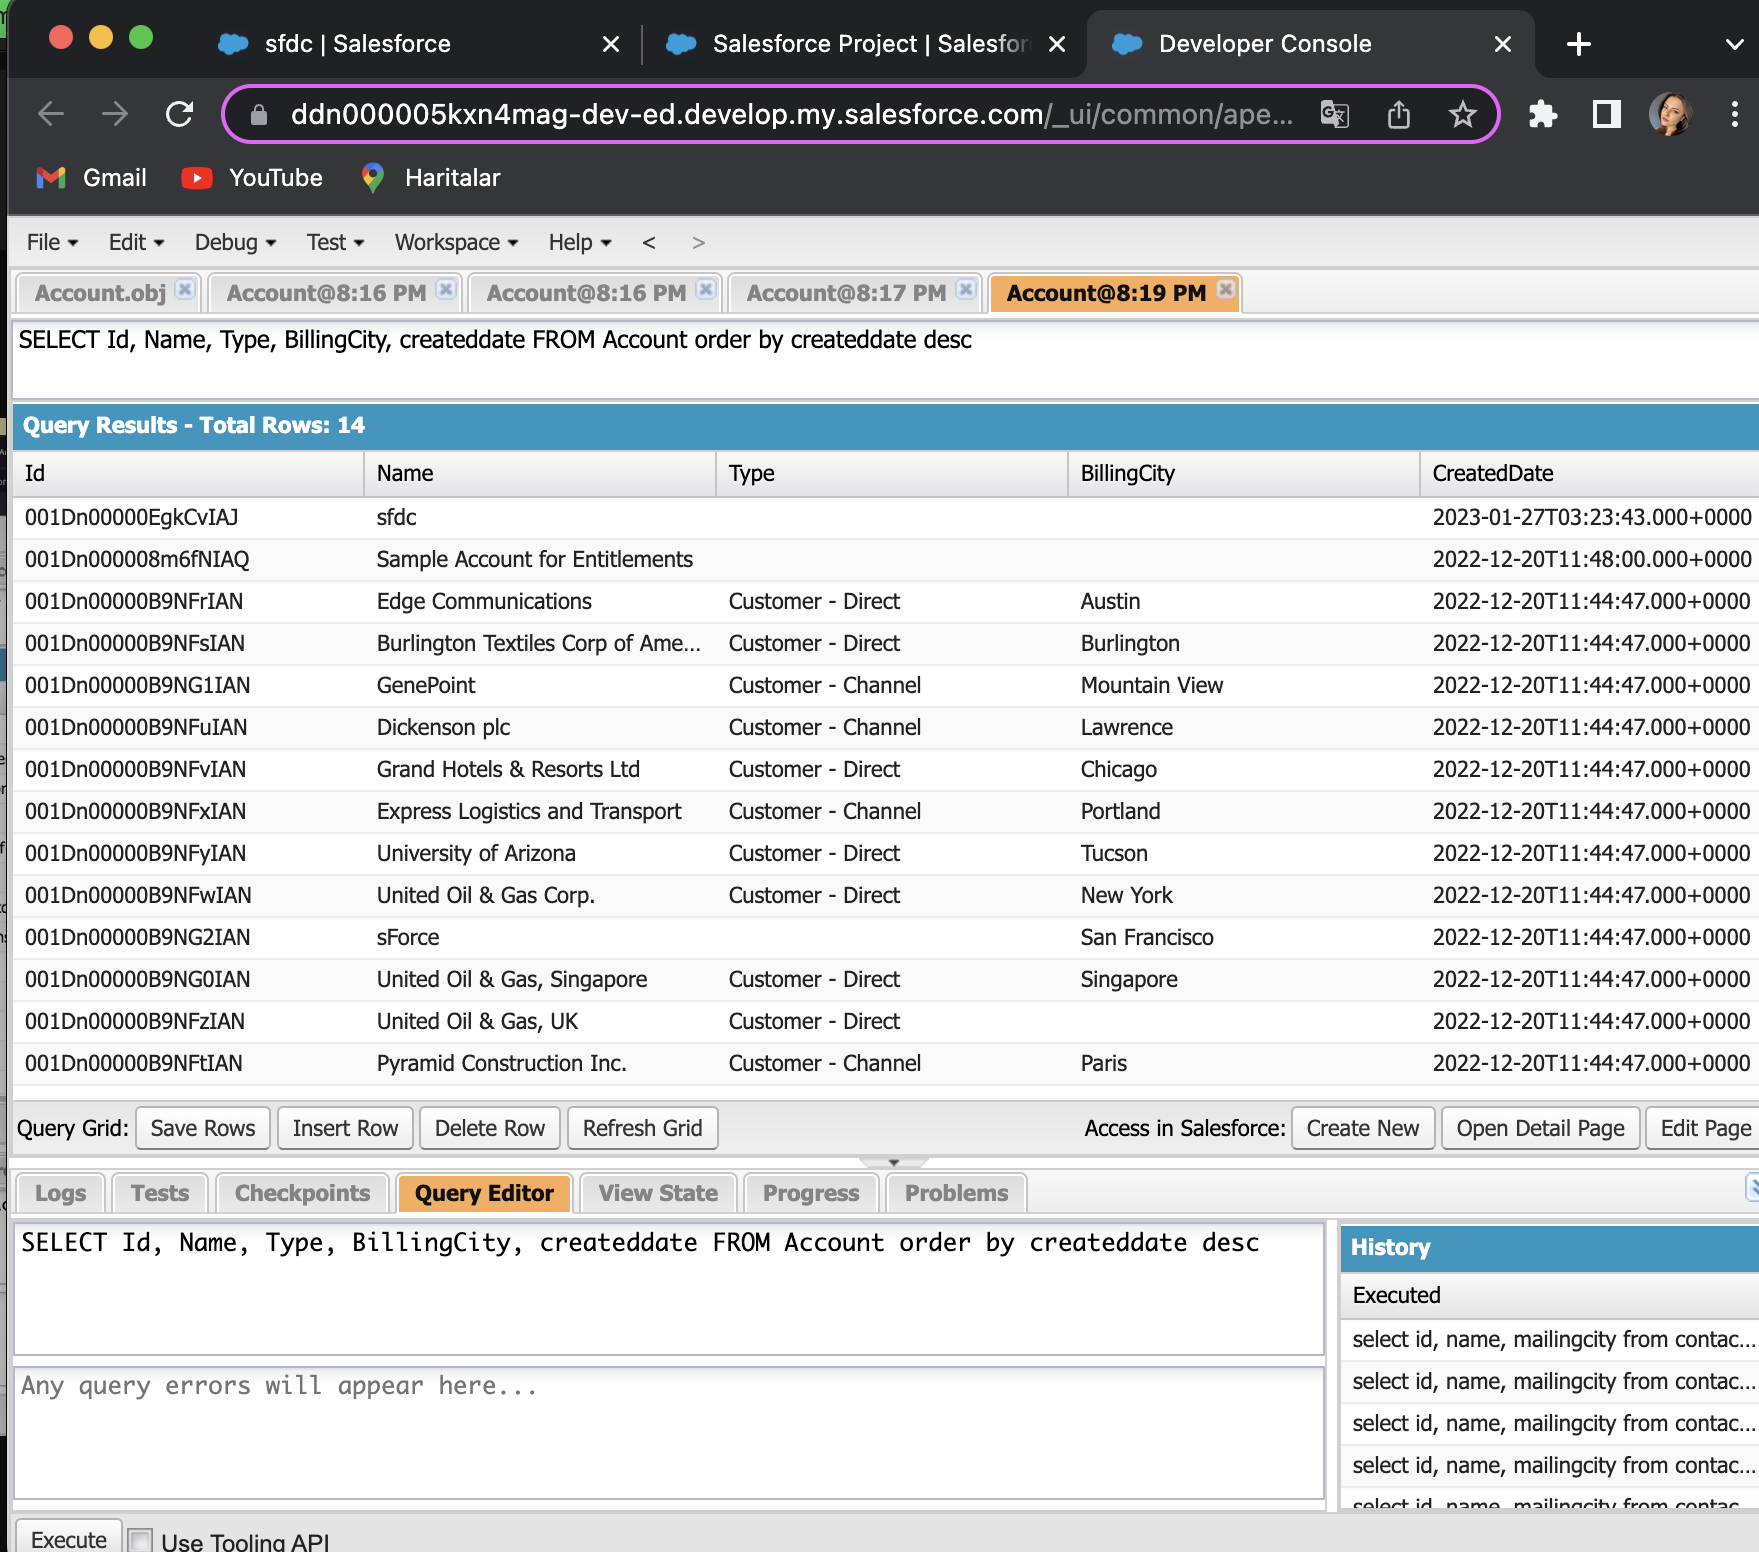 sfdc | Salesforce
Salesforce Project | Salesfor
Developer Console
ddn000005kxn4mag-dev-ed.develop.my.salesforce.com/_ui/common/ape...
Gmail YouTube Haritalar
File Edit Debug Test Workspace Help < >
Account.obj Account@8:16 PM Account@8:16 PM Account@8:17 PM Account@8:19 PM
SELECT Id, Name, Type, BillingCity, createddate FROM Account order by createddate desc
Query Results - Total Rows: 14
Id Name Type BillingCity CreatedDate
001Dn00000EgkCvIAJ sfdc 2023-01-27T03:23:43.000+0000
001Dn000008m6fNIAQ Sample Account for Entitlements 2022-12-20T11:48:00.000+0000
001Dn00000B9NFrIAN Edge Communications Customer - Direct Austin 2022-12-20T11:44:47.000+0000
001Dn00000B9NFsIAN Burlington Textiles Corp of Ame... Customer - Direct Burlington 2022-12-20T11:44:47.000+0000
001Dn00000B9NG1IAN GenePoint Customer - Channel Mountain View 2022-12-20T11:44:47.000+0000
001Dn00000B9NFuIAN Dickenson plc Customer - Channel Lawrence 2022-12-20T11:44:47.000+0000
001Dn00000B9NFvIAN Grand Hotels & Resorts Ltd Customer - Direct Chicago 2022-12-20T11:44:47.000+0000
001Dn00000B9NFxIAN Express Logistics and Transport Customer - Channel Portland 2022-12-20T11:44:47.000+0000
001Dn00000B9NFyIAN University of Arizona Customer - Direct Tucson 2022-12-20T11:44:47.000+0000
001Dn00000B9NFwIAN United Oil & Gas Corp. Customer - Direct New York 2022-12-20T11:44:47.000+0000
001Dn00000B9NG2IAN sForce San Francisco 2022-12-20T11:44:47.000+0000
001Dn00000B9NG0IAN United Oil & Gas, Singapore Customer - Direct Singapore 2022-12-20T11:44:47.000+0000
001Dn00000B9NFzIAN United Oil & Gas, UK Customer - Direct 2022-12-20T11:44:47.000+0000
001Dn00000B9NFtIAN Pyramid Construction Inc. Customer - Channel Paris 2022-12-20T11:44:47.000+0000
Query Grid: Save Rows Insert Row Delete Row Refresh Grid Access in Salesforce: Create New Open Detail Page Edit Page
Logs Tests Checkpoints Query Editor View State Progress Problems
SELECT Id, Name, Type, BillingCity, createddate FROM Account order by createddate desc
Any query errors will appear here...
History
Executed
select id, name, mailingcity from contac...
select id, name, mailingcity from contac...
select id, name, mailingcity from contac...
select id, name, mailingcity from contac...
select id, name, mailingcity from contac...
Execute Use Tooling API